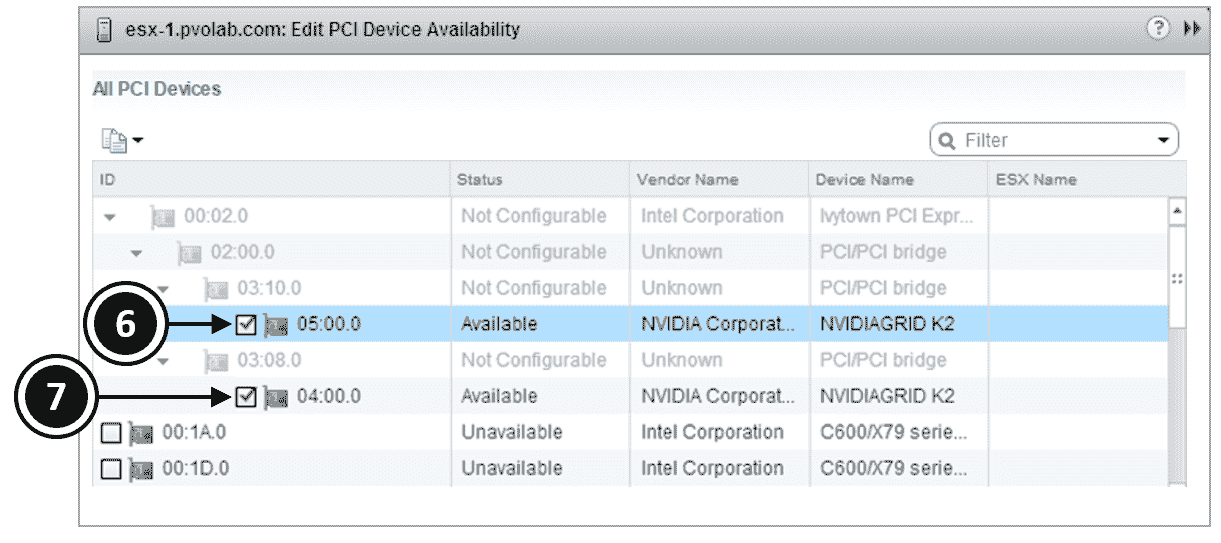 esx-1.pvolab.com: Edit PCI Device Availability ?
All PCI Devices
Filter
ID Status Vendor Name Device Name ESX Name
00:02.0 Not Configurable Intel Corporation Ivytown PCI Expr...
02:00.0 Not Configurable Unknown PCI/PCI bridge
03:10.0 Not Configurable Unknown PCI/PCI bridge
6 05:00.0 Available NVIDIA Corporat... NVIDIAGRID K2
03:08.0 Not Configurable Unknown PCI/PCI bridge
7 04:00.0 Available NVIDIA Corporat... NVIDIAGRID K2
00:1A.0 Unavailable Intel Corporation C600/X79 serie...
00:1D.0 Unavailable Intel Corporation C600/X79 serie...